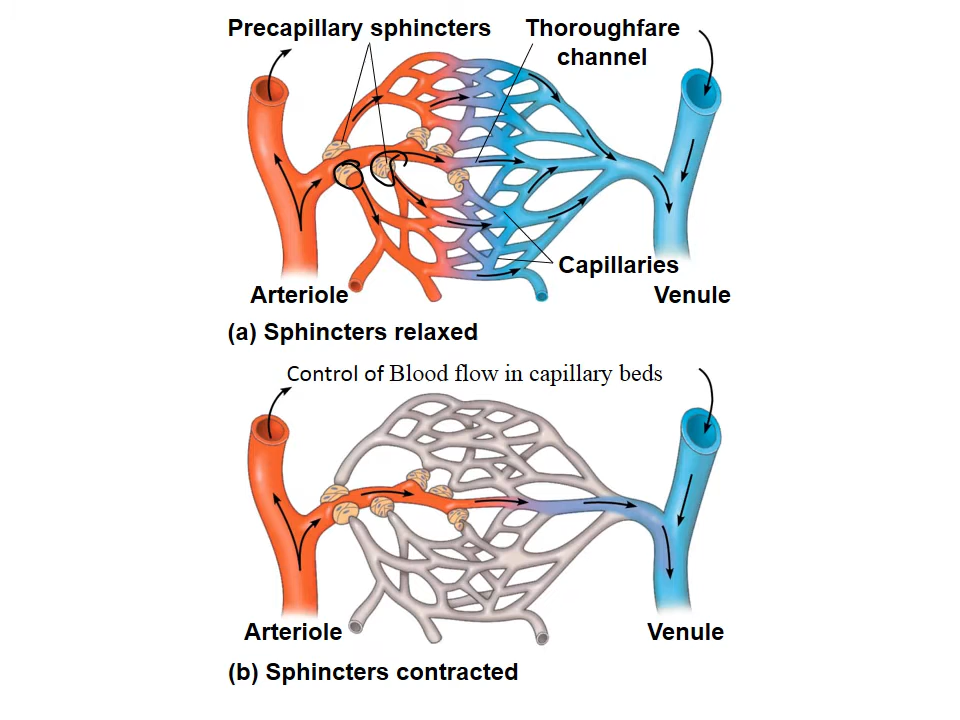 Precapillary sphincters
Thoroughfare
channel
Capillaries
Arteriole
Venule
(a) Sphincters relaxed
Control of Blood flow in capillary beds
Arteriole
Venule
(b) Sphincters contracted